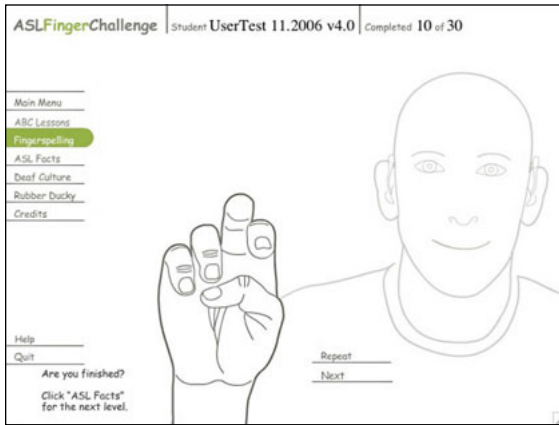 ASLFingerChallenge Student UserTest 11.2006 v4.0 Completed 10 of 30
Main Menu
ABC Lessons
Fingerspelling
ASL Facts
Deaf Culture
Rubber Ducky
Credits
Help
Quit
Are you finished?
Click "ASL Facts"
for the next level.
Repeat
Next